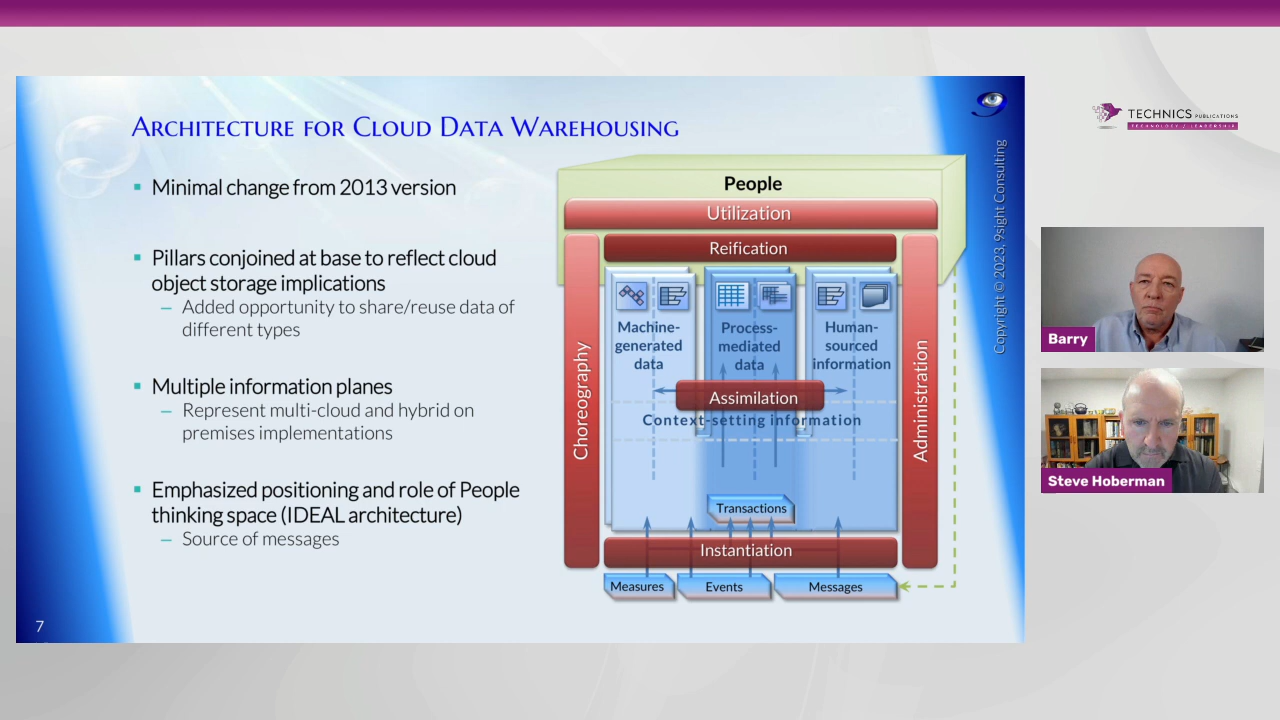 ARCHITECTURE FOR CLOUD DATA WAREHOUSING
Minimal change from 2013 version
Pillars conjoined at base to reflect cloud
object storage implications
– Added opportunity to share/reuse data of
different types
Multiple information planes
– Represent multi-cloud and hybrid on
premises implementations
Emphasized positioning and role of People
thinking space (IDEAL architecture)
– Source of messages
7
People
Utilization
Reification
Choreography
Administration
Machine-
generated
data
Process-
mediated
data
Human-
sourced
information
Assimilation
Context-setting information
Transactions
Instantiation
Measures
Events
Messages
Copyright © 2023, 9sight Consulting
TECHNICS PUBLICATIONS
TECHNOLOGY / LEADERSHIP
Barry
Steve Hoberman